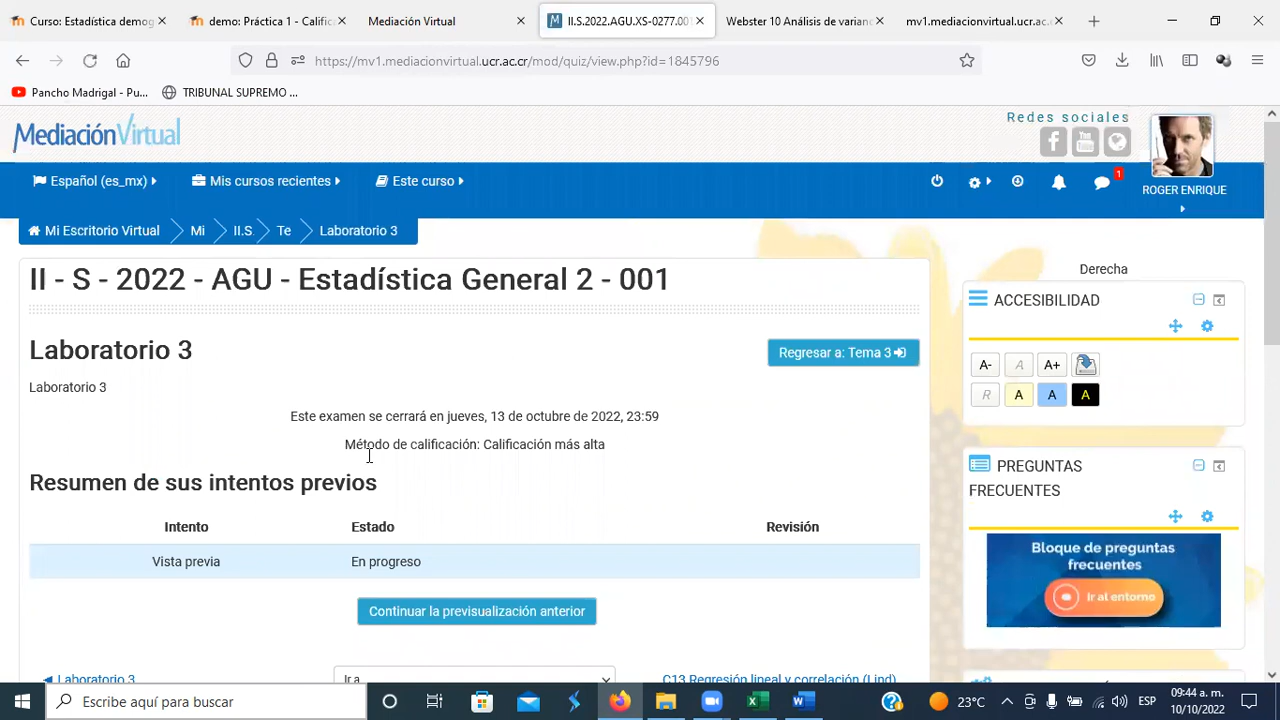 Curso: Estadística demog
demo: Práctica 1 - Califica
Mediación Virtual
II.S.2022.AGU.XS-0277.001
Webster 10 Análisis de varian
mv1.mediacionvirtual.ucr.ac.c
https://mv1.mediacionvirtual.ucr.ac.cr/mod/quiz/view.php?id=1845796
Pancho Madrigal - Pu...
TRIBUNAL SUPREMO ...
MediaciónVirtual
Redes sociales
Español (es_mx)
Mis cursos recientes
Este curso
1
ROGER ENRIQUE
Mi Escritorio Virtual
Mi
II.S.
Te
Laboratorio 3
II - S - 2022 - AGU - Estadística General 2 - 001
Laboratorio 3
Regresar a: Tema 3
Laboratorio 3
Este examen se cerrará en jueves, 13 de octubre de 2022, 23:59
Método de calificación: Calificación más alta
Resumen de sus intentos previos
Intento Estado Revisión
Vista previa En progreso
Continuar la previsualización anterior
Laboratorio 3
Ir a...
C13 Regresión lineal y correlación (Lind)
Derecha
ACCESIBILIDAD
A- A A+
R A A A
PREGUNTAS
FRECUENTES
Bloque de preguntas
frecuentes
Ir al entorno
Escribe aquí para buscar
23°C
ESP
09:44 a. m.
10/10/2022